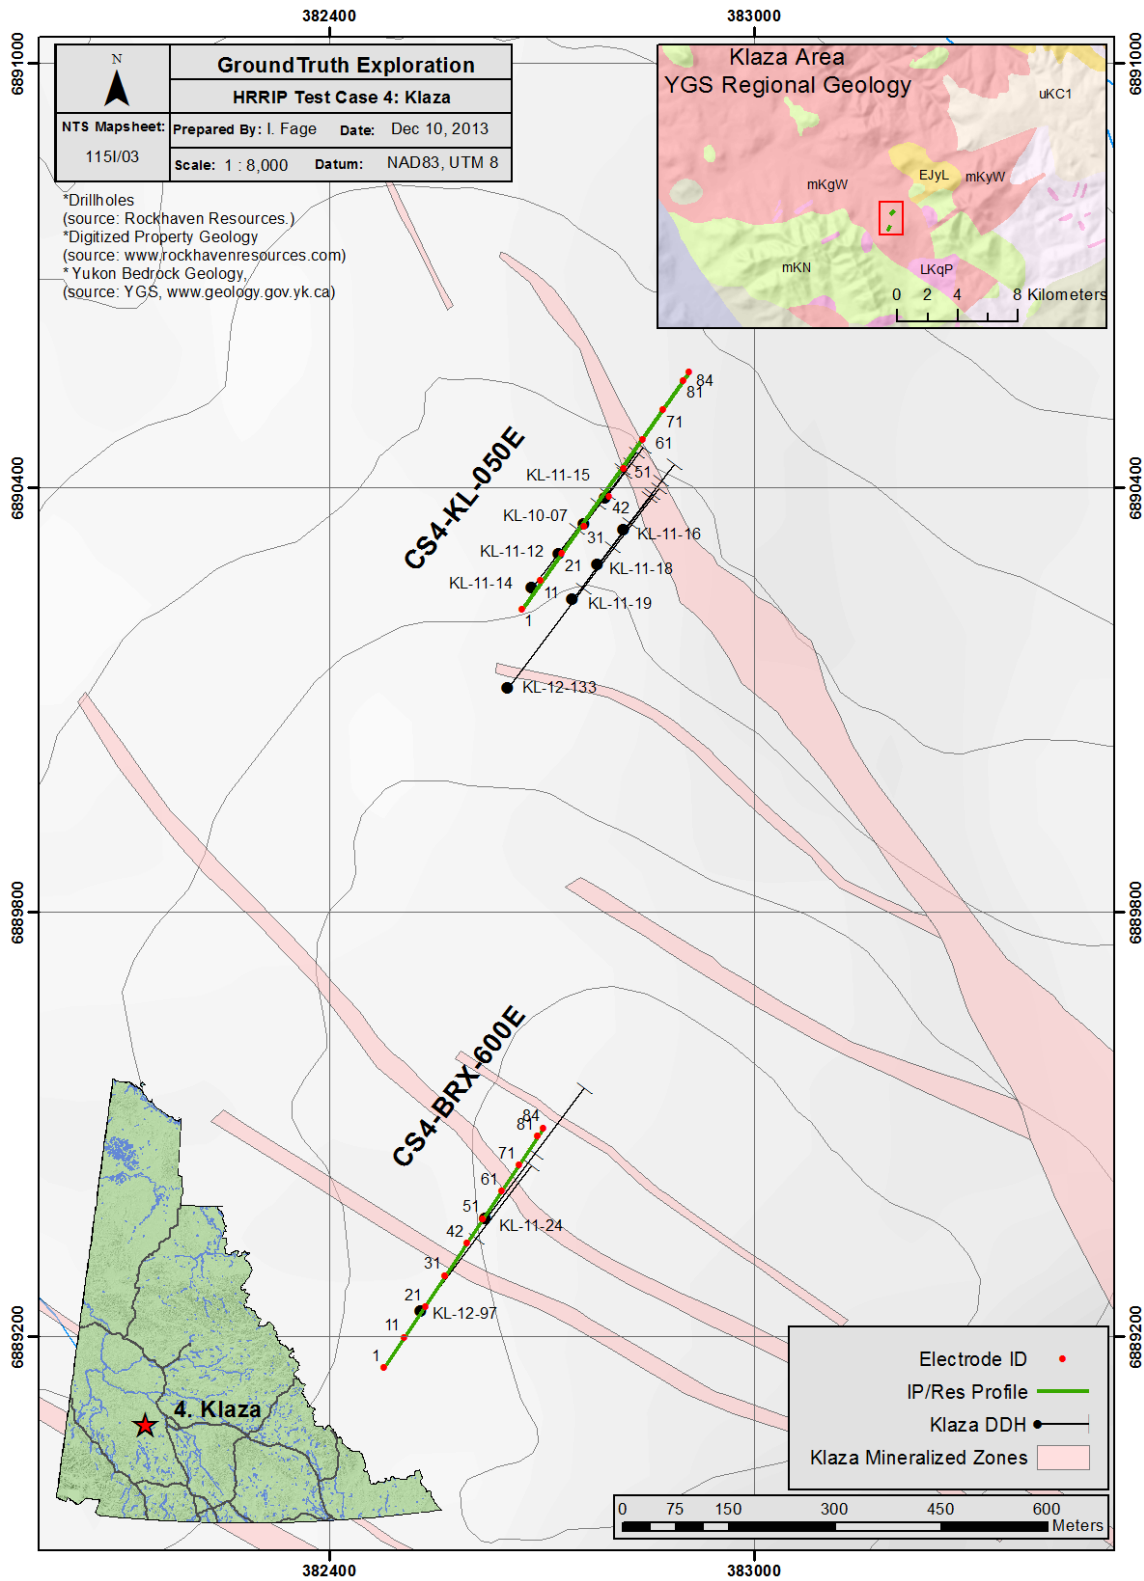 382400
383000
6891000
6891000
N
NTS Mapsheet:
115I/03
GroundTruth Exploration
HRRIP Test Case 4: Klaza
Prepared By: I. Fage Date: Dec 10, 2013
Scale: 1 : 8,000 Datum: NAD83, UTM 8
*Drillholes
(source: Rockhaven Resources.)
*Digitized Property Geology
(source: www.rockhavenresources.com)
* Yukon Bedrock Geology,
(source: YGS, www.geology.gov.yk.ca)
Klaza Area
YGS Regional Geology
uKC1
EJyL
mKyW
mKgW
mKN
LKqP
0 2 4 8 Kilometers
84
81
71
61
CS4-KL-050E
KL-11-15
51
6890400
6890400
42
KL-10-07
31
KL-11-16
KL-11-12
21
KL-11-18
KL-11-14
11
KL-11-19
1
KL-12-133
6889800
6889800
CS4-BRX-600E
84
81
71
61
51
KL-11-24
42
31
21
KL-12-97
11
6889200
6889200
1
4. Klaza
Electrode ID
IP/Res Profile
Klaza DDH
Klaza Mineralized Zones
0 75 150 300 450 600
Meters
382400
383000